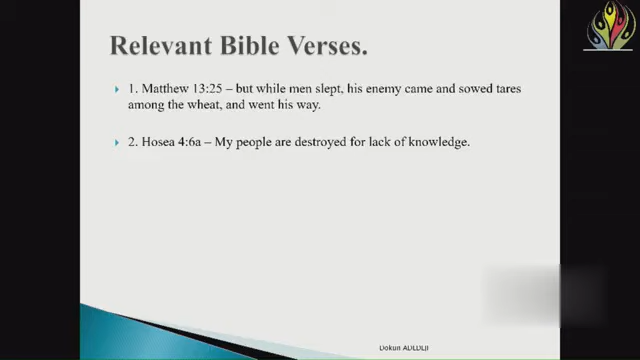 Relevant Bible Verses.
1. Matthew 13:25 – but while men slept, his enemy came and sowed tares
among the wheat, and went his way.
2. Hosea 4:6a – My people are destroyed for lack of knowledge.
Dokun